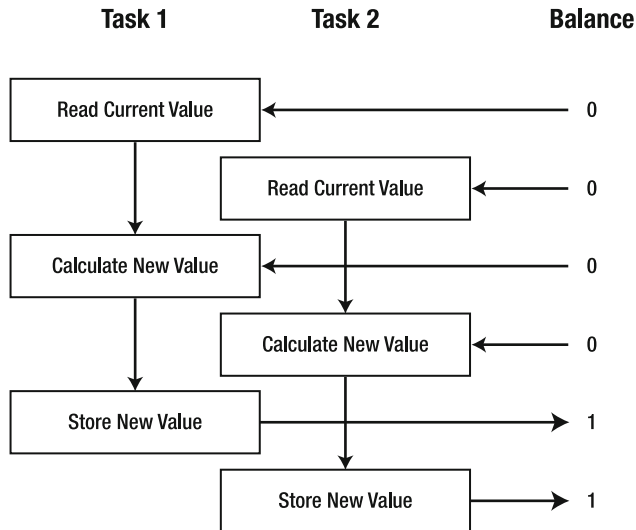 Task 1 Task 2 Balance
Read Current Value 0
Read Current Value 0
Calculate New Value 0
Calculate New Value 0
Store New Value 1
Store New Value 1